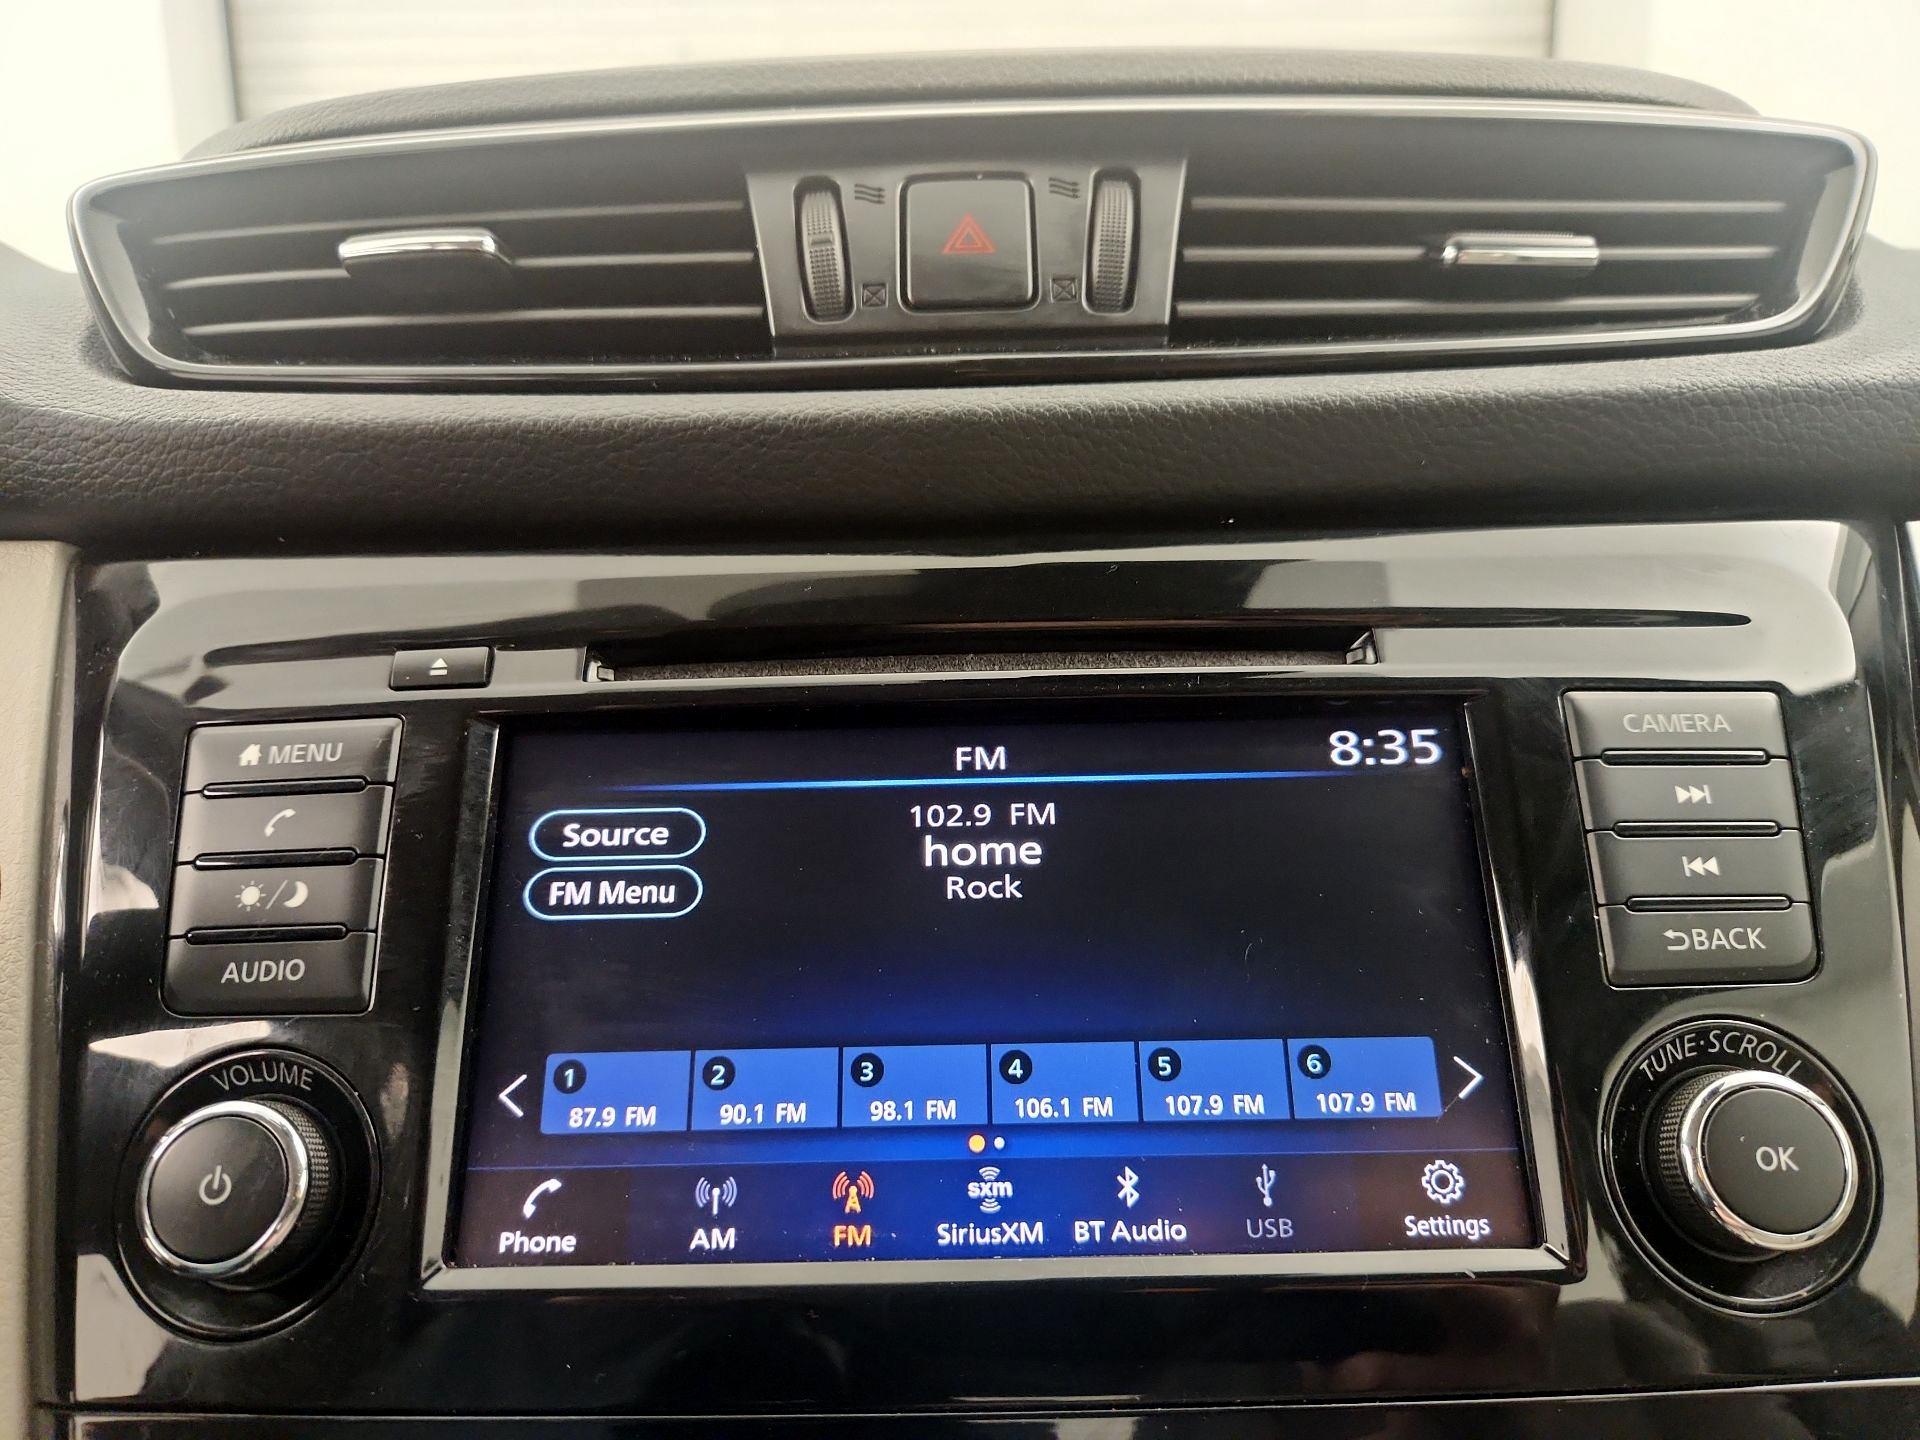 FM
8:35
Source
102.9 FM
home
FM Menu
Rock
1
87.9 FM
2
90.1 FM
3
98.1 FM
4
106.1 FM
5
107.9 FM
6
107.9 FM
Phone
AM
FM
sxm
SiriusXM
BT Audio
USB
Settings
MENU
AUDIO
VOLUME
CAMERA
BACK
TUNE·SCROLL
OK